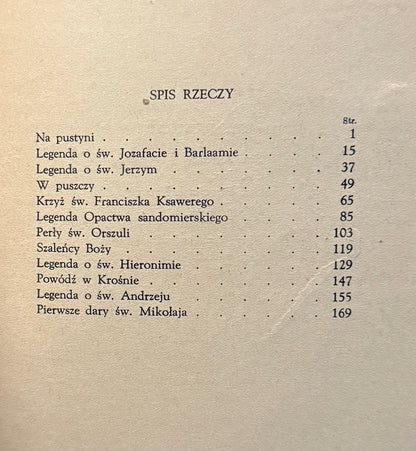 SPIS RZECZY
Str.
Na pustyni . . . . . . . . . 1
Legenda o św. Jozafacie i Barlaamie . . . . 15
Legenda o św. Jerzym . . . . . . . 37
W puszczy . . . . . . . . . 49
Krzyż św. Franciszka Ksawerego . . . . . 65
Legenda Opactwa sandomierskiego . . . . 85
Perły św. Orszuli . . . . . . . 103
Szaleńcy Boży . . . . . . . . 119
Legenda o św. Hieronimie . . . . . . 129
Powódź w Krośnie . . . . . . . 147
Legenda o św. Andrzeju . . . . . . 155
Pierwsze dary św. Mikołaja . . . . . . 169